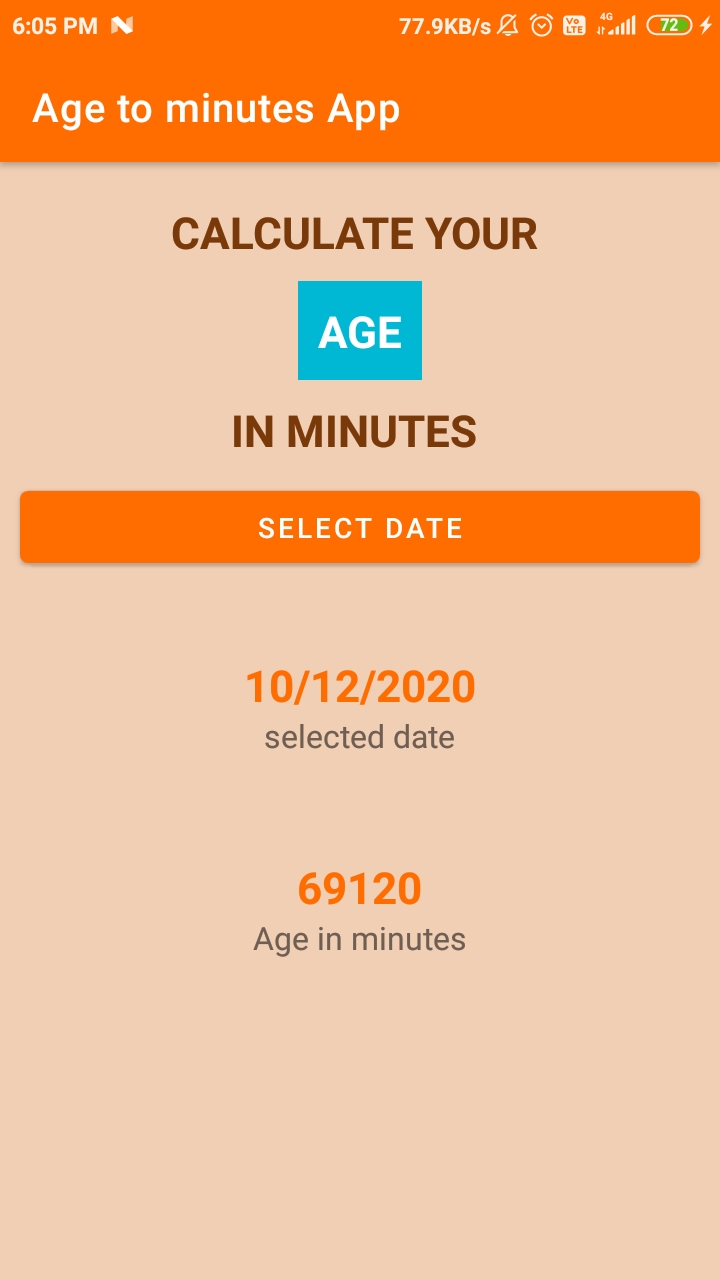 6:05 PM 77.9KB/s Vo LTE 4G 72
Age to minutes App
CALCULATE YOUR
AGE
IN MINUTES
SELECT DATE
10/12/2020
selected date
69120
Age in minutes